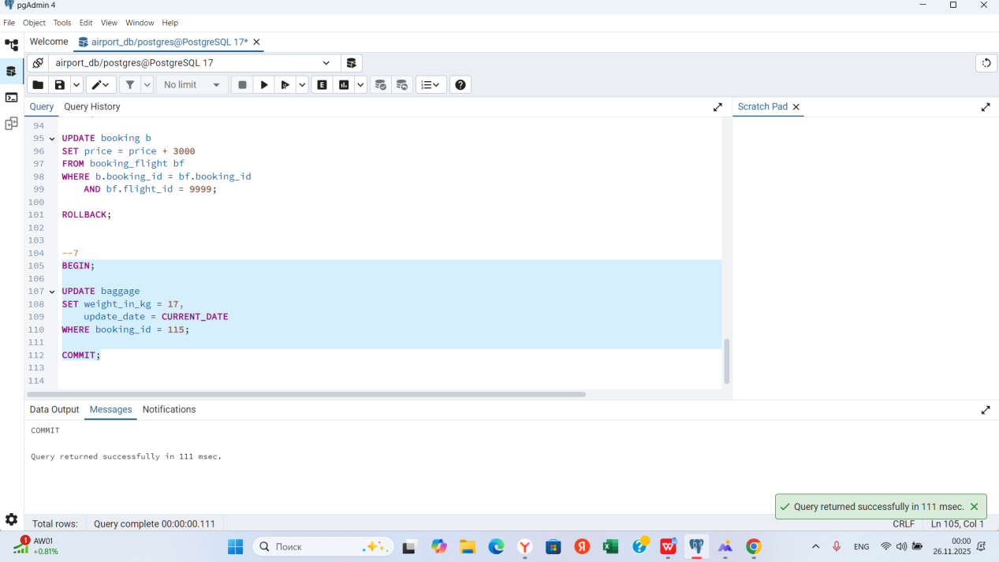 pgAdmin 4
File Object Tools Edit View Window Help
Welcome airport_db/postgres@PostgreSQL 17*
airport_db/postgres@PostgreSQL 17
No limit
E
Query Query History
Scratch Pad
94
95 UPDATE booking b
96 SET price = price + 3000
97 FROM booking_flight bf
98 WHERE b.booking_id = bf.booking_id
99 AND bf.flight_id = 9999;
100
101 ROLLBACK;
102
103
104 --7
105 BEGIN;
106
107 UPDATE baggage
108 SET weight_in_kg = 17,
109 update_date = CURRENT_DATE
110 WHERE booking_id = 115;
111
112 COMMIT;
113
114
Data Output Messages Notifications
COMMIT
Query returned successfully in 111 msec.
Query returned successfully in 111 msec.
Total rows: Query complete 00:00:00.111
CRLF Ln 105, Col 1
1 AW01
+0.81%
Поиск
ENG
00:00
26.11.2025